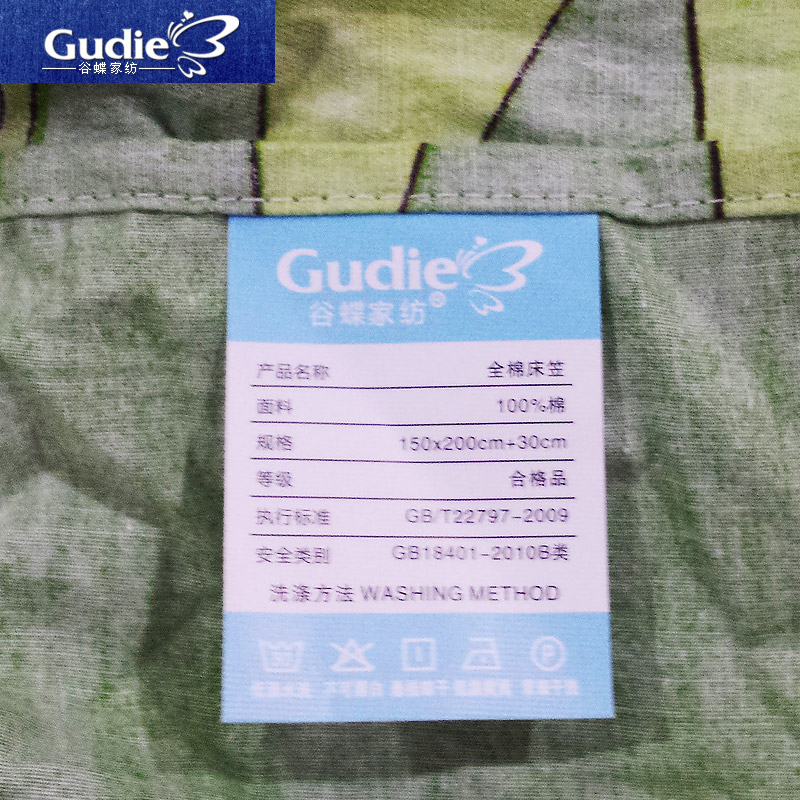 Gudie
谷蝶家纺
Gudie
谷蝶家纺®
产品名称 全棉床笠
面料 100%棉
规格 150x200cm+30cm
等级 合格品
执行标准 GB/T22797-2009
安全类别 GB18401-2010B类
洗涤方法 WASHING METHOD
P